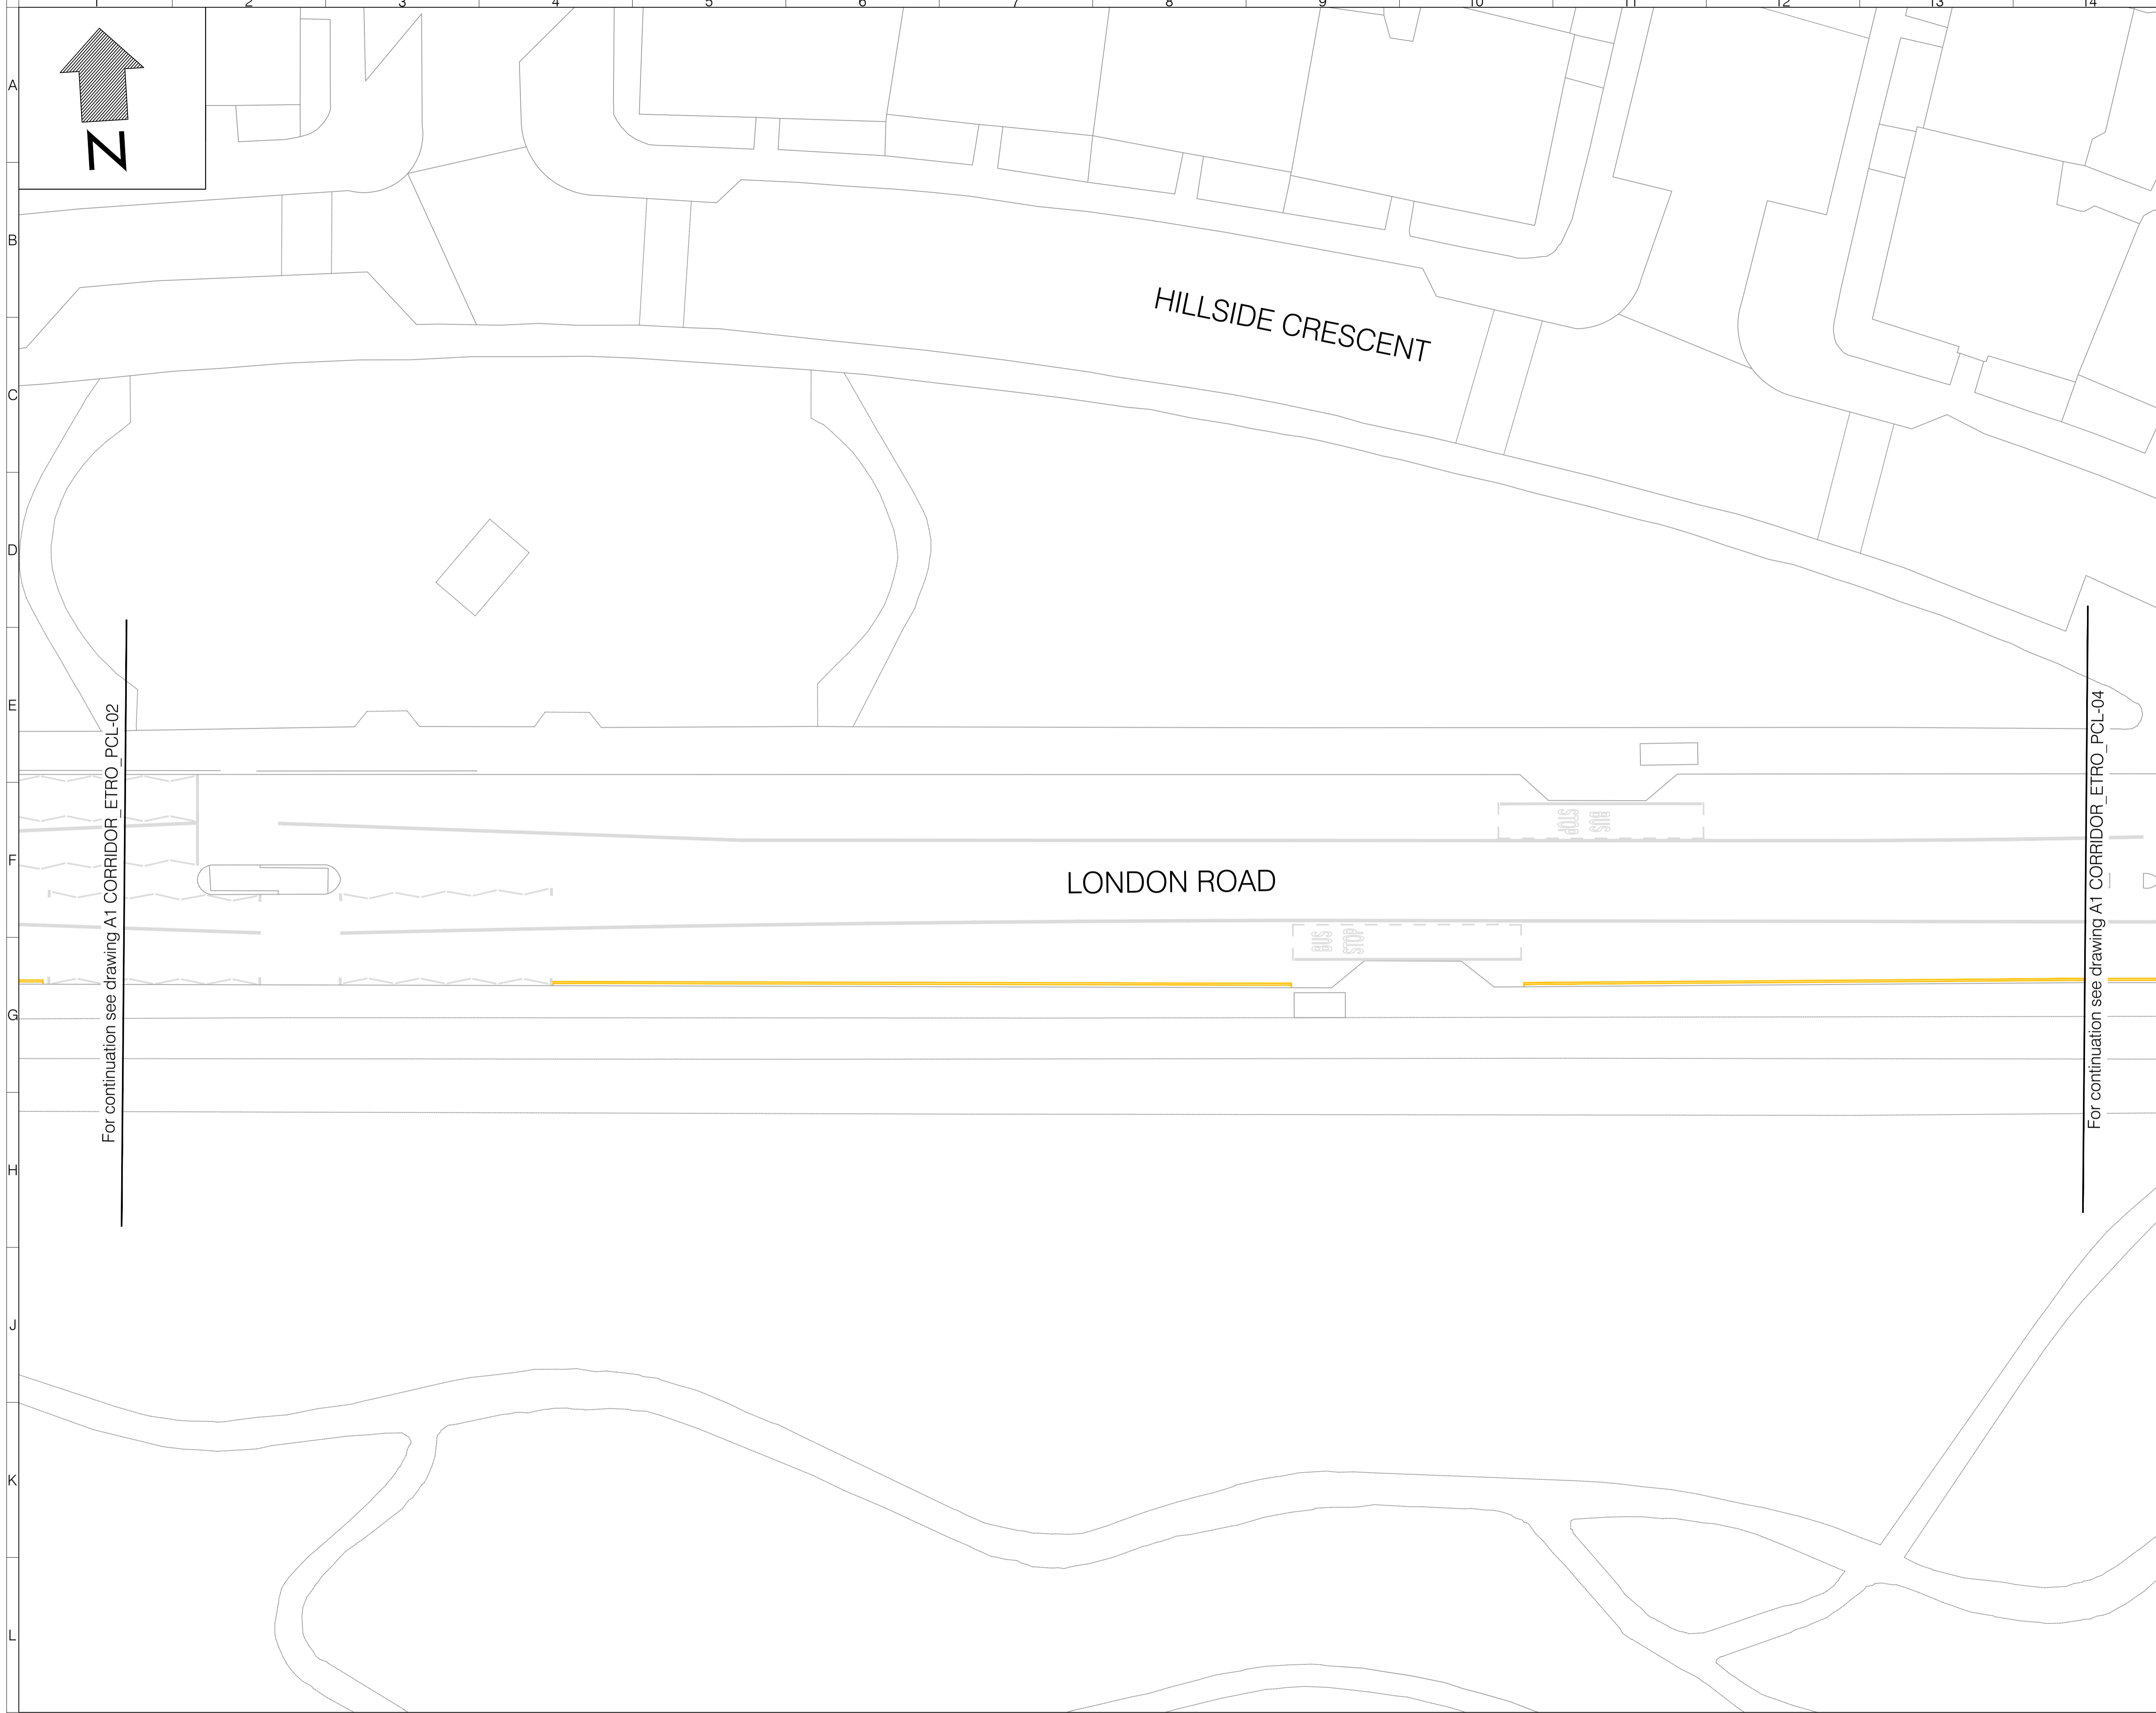 1 2 3 4 5 6 7 8 9 10 11 12 13 14
A
N
B
HILLSIDE CRESCENT
C
D
E
For continuation see drawing A1 CORRIDOR_ETRO_PCL-02
For continuation see drawing A1 CORRIDOR_ETRO_PCL-04
BUS
STOP
F
LONDON ROAD
BUS
STOP
G
H
J
K
L